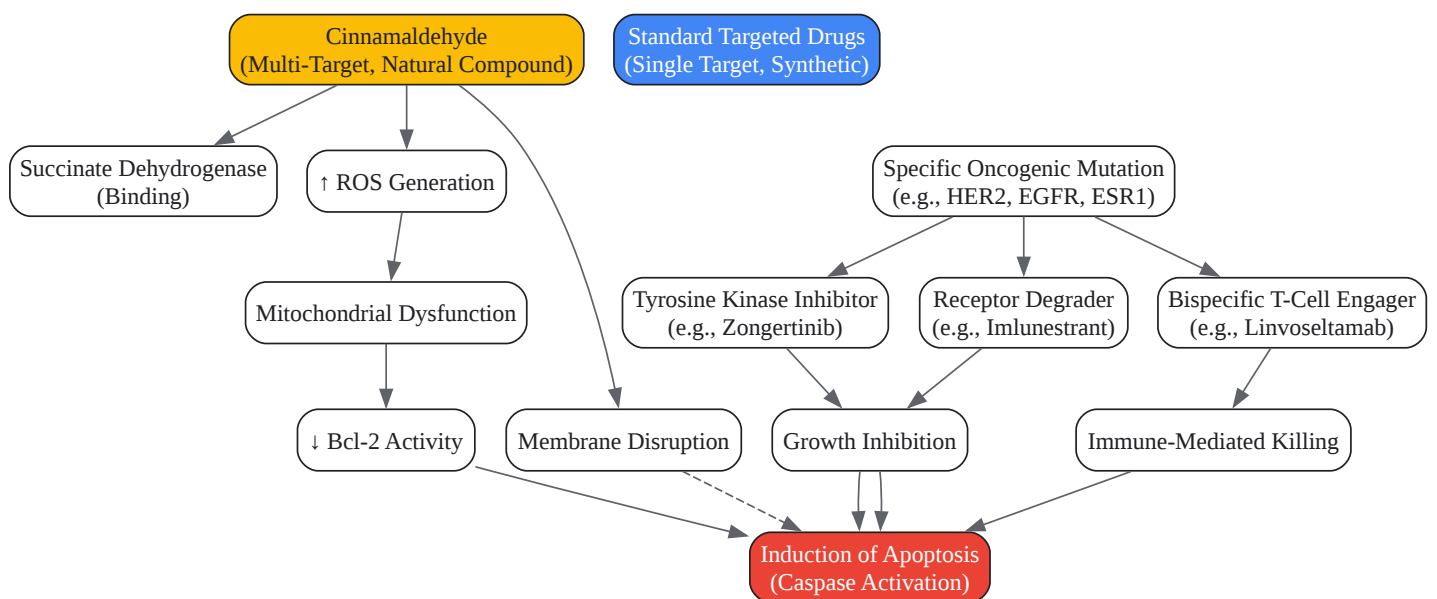 Cinnamaldehyde
(Multi-Target, Natural Compound)
Standard Targeted Drugs
(Single Target, Synthetic)
Succinate Dehydrogenase
(Binding)
↑ ROS Generation
Specific Oncogenic Mutation
(e.g., HER2, EGFR, ESR1)
Mitochondrial Dysfunction
Tyrosine Kinase Inhibitor
(e.g., Zongertinib)
Receptor Degrader
(e.g., Imlunestrant)
Bispecific T-Cell Engager
(e.g., Linvoseltamab)
↓ Bcl-2 Activity
Membrane Disruption
Growth Inhibition
Immune-Mediated Killing
Induction of Apoptosis
(Caspase Activation)